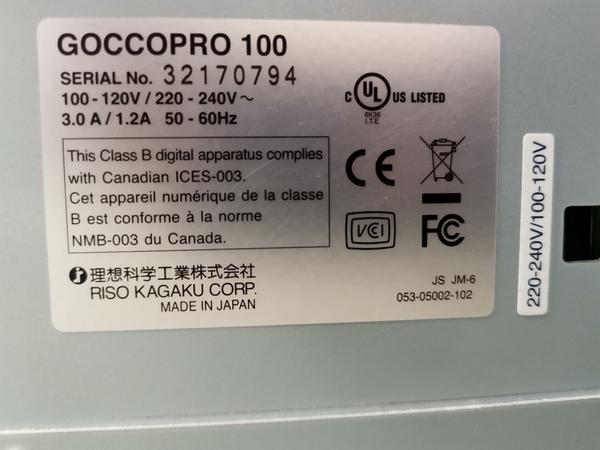 GOCCOPRO 100
SERIAL No. 32170794
100-120V / 220-240V~
3.0 A / 1.2A 50-60Hz
C UL US LISTED
6K36
I.T.E.
This Class B digital apparatus complies
with Canadian ICES-003.
Cet appareil numérique de la classe
B est conforme à la norme
NMB-003 du Canada.
CE
VCI
FC
理想科学工業株式会社
RISO KAGAKU CORP.
MADE IN JAPAN
JS JM-6
053-05002-102
220-240V/100-120V